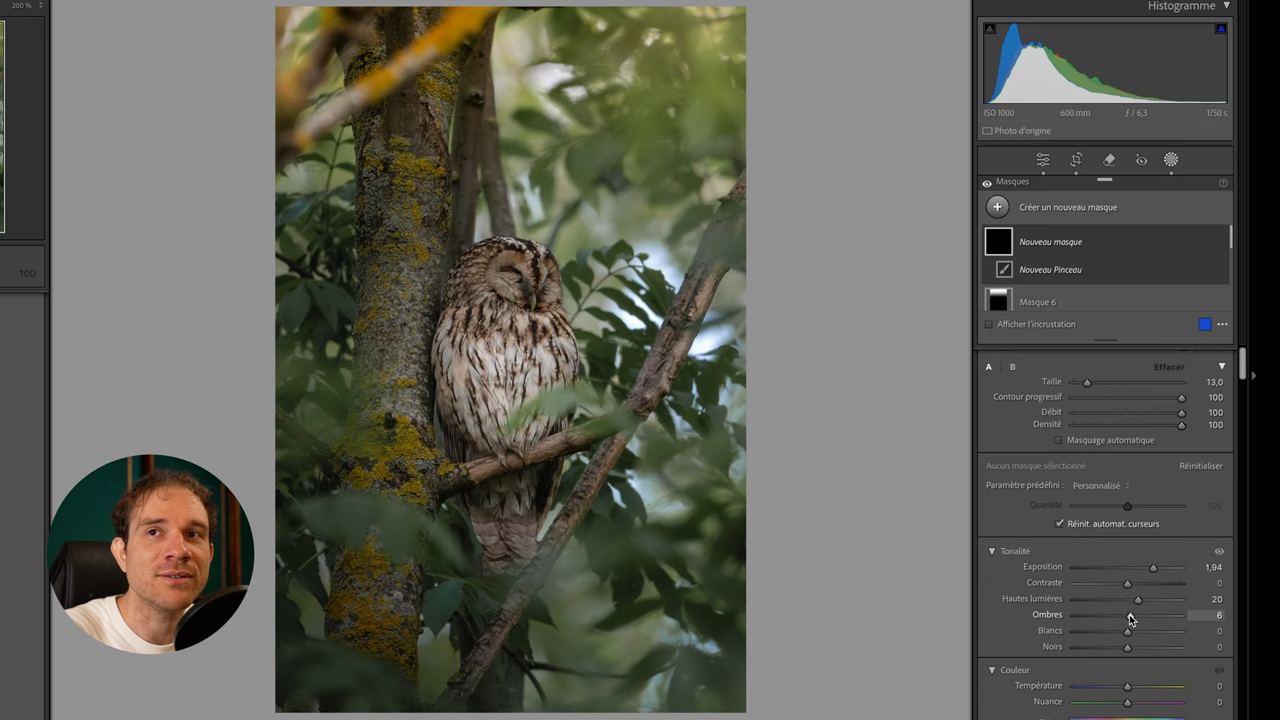 200 %
Histogramme
ISO 1000 600 mm ƒ / 6,3 1/50 s
Photo d'origine
Masques
Créer un nouveau masque
Nouveau masque
Nouveau Pinceau
Masque 6
100
Afficher l'incrustation
A B Effacer
Taille 13,0
Contour progressif 100
Débit 100
Densité 100
Masquage automatique
Aucun masque sélectionné Réinitialiser
Paramètre prédéfini : Personnalisé
Quantité 100
Réinit. automat. curseurs
Tonalité
Exposition 1,94
Contraste 0
Hautes lumières 20
Ombres 6
Blancs 0
Noirs 0
Couleur
Température 0
Nuance 0